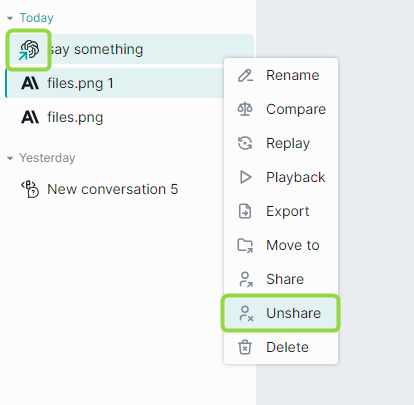 Today
say something
files.png 1
files.png
Yesterday
New conversation 5
Rename
Compare
Replay
Playback
Export
Move to
Share
Unshare
Delete